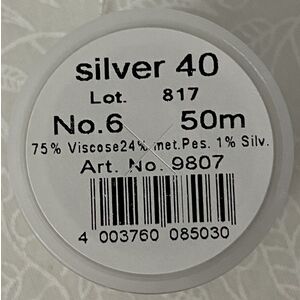 silver 40
Lot. 817
No.6 50m
75% Viscose24% met.Pes. 1% Silv.
Art. No. 9807
4 003760 085030